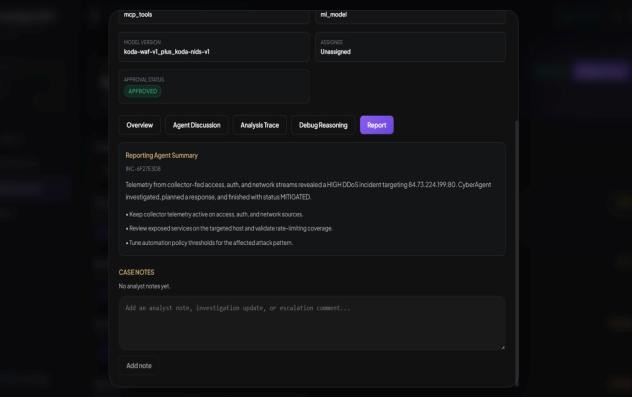 mcp_tools
ml_model
MODEL VERSION
koda-waf-v1_plus_koda-nids-v1
ASSIGNED
Unassigned
APPROVAL STATUS
APPROVED
Overview
Agent Discussion
Analysis Trace
Debug Reasoning
Report
Reporting Agent Summary
INC-6F27E3D8
Telemetry from collector-fed access, auth, and network streams revealed a HIGH DDoS incident targeting 84.73.224.199:80. CyberAgent
investigated, planned a response, and finished with status MITIGATED.
• Keep collector telemetry active on access, auth, and network sources.
• Review exposed services on the targeted host and validate rate-limiting coverage.
• Tune automation policy thresholds for the affected attack pattern.
CASE NOTES
No analyst notes yet.
Add an analyst note, investigation update, or escalation comment...
Add note